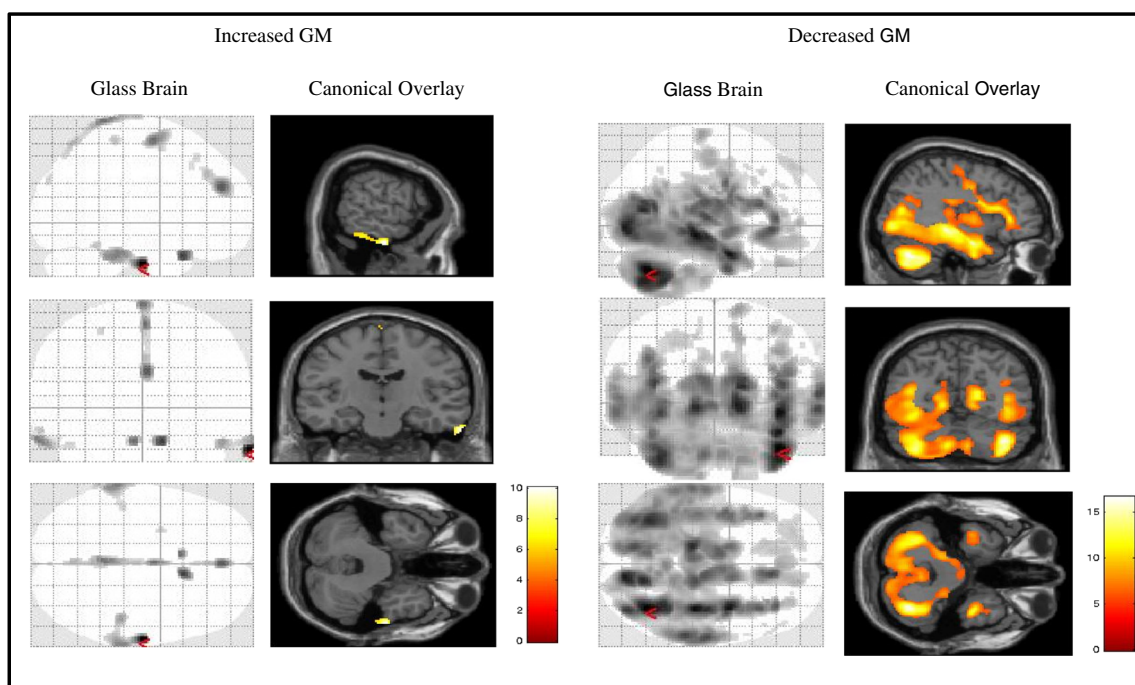 Increased GM
Decreased GM
Glass Brain
Canonical Overlay
Glass Brain
Canonical Overlay
10
8
6
4
2
0
15
10
5
0